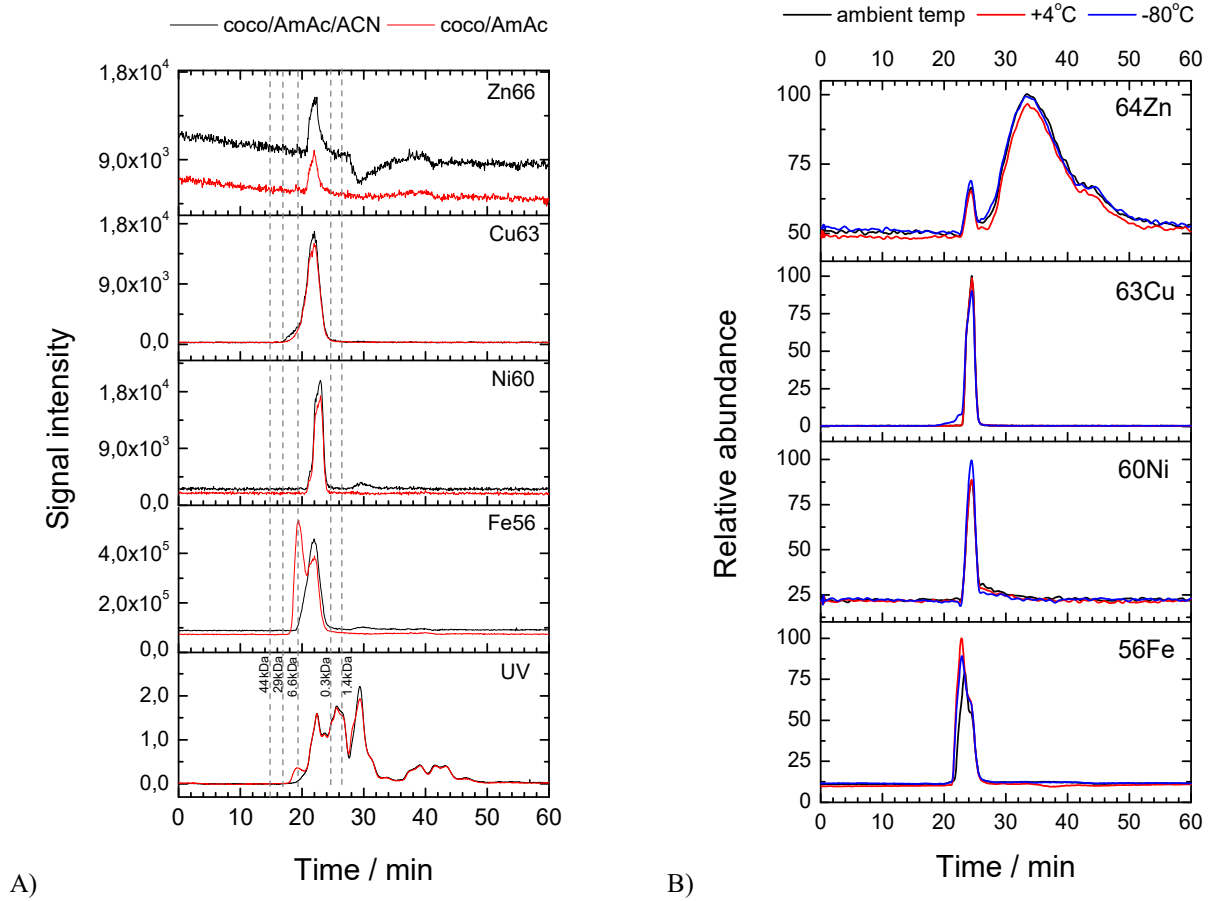 coco/AmAc/ACN coco/AmAc
1,8x10⁴
9,0x10³
Zn66
1,8x10⁴
9,0x10³
0,0
Cu63
1,8x10⁴
9,0x10³
0,0
Ni60
4,0x10⁵
2,0x10⁵
0,0
Fe56
2,0
1,0
0,0
UV
44kDa
29kDa
6.6kDa
0.3kDa
1.4kDa
0 10 20 30 40 50 60
Signal intensity
Time / min
A)
ambient temp +4°C -80°C
0 10 20 30 40 50 60
100
75
50
64Zn
100
75
50
25
0
63Cu
100
75
50
25
60Ni
100
75
50
25
0
56Fe
0 10 20 30 40 50 60
Relative abundance
Time / min
B)